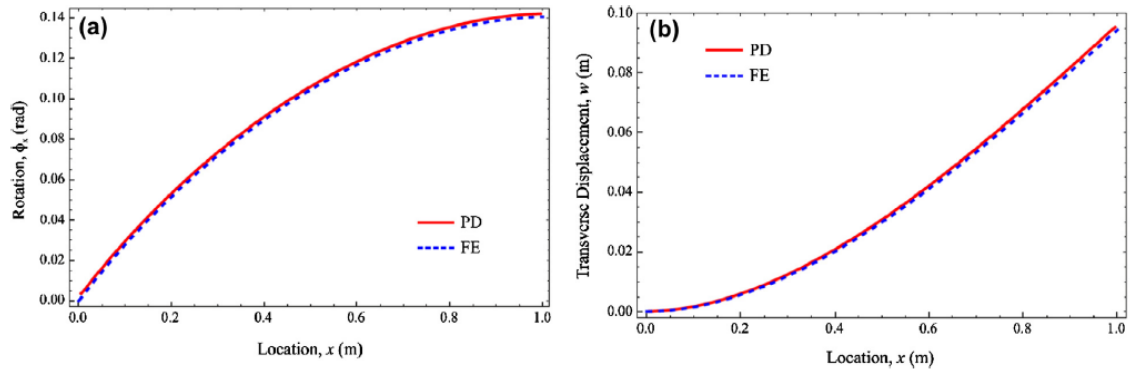 (a)
0.14
0.12
0.10
0.08
0.06
0.04
0.02
0.00
Rotation, ϕₓ (rad)
PD
FE
0.0 0.2 0.4 0.6 0.8 1.0
Location, x (m)
(b)
0.10
0.08
0.06
0.04
0.02
0.00
Transverse Displacement, w (m)
PD
FE
0.0 0.2 0.4 0.6 0.8 1.0
Location, x (m)